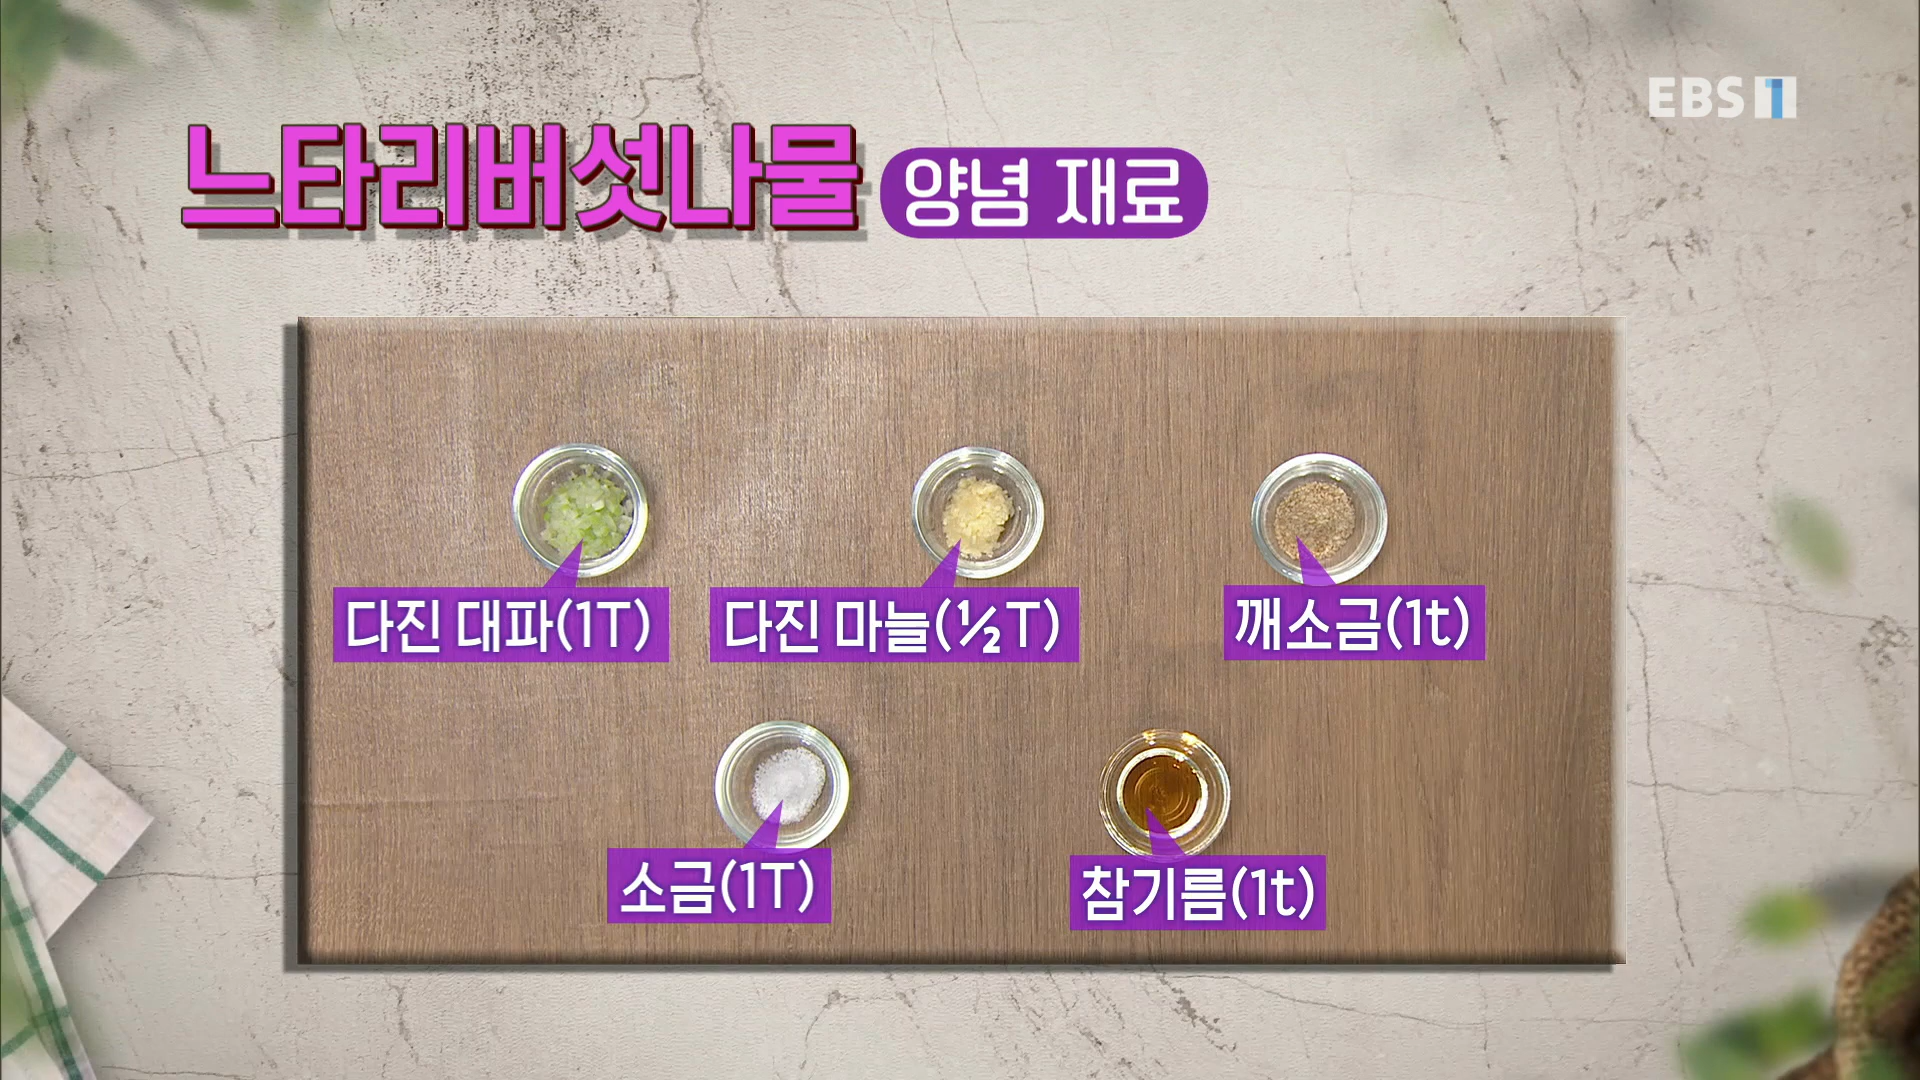 EBS 1
느타리버섯나물 양념 재료
다진 대파(1T)
다진 마늘(½T)
깨소금(1t)
소금(1T)
참기름(1t)